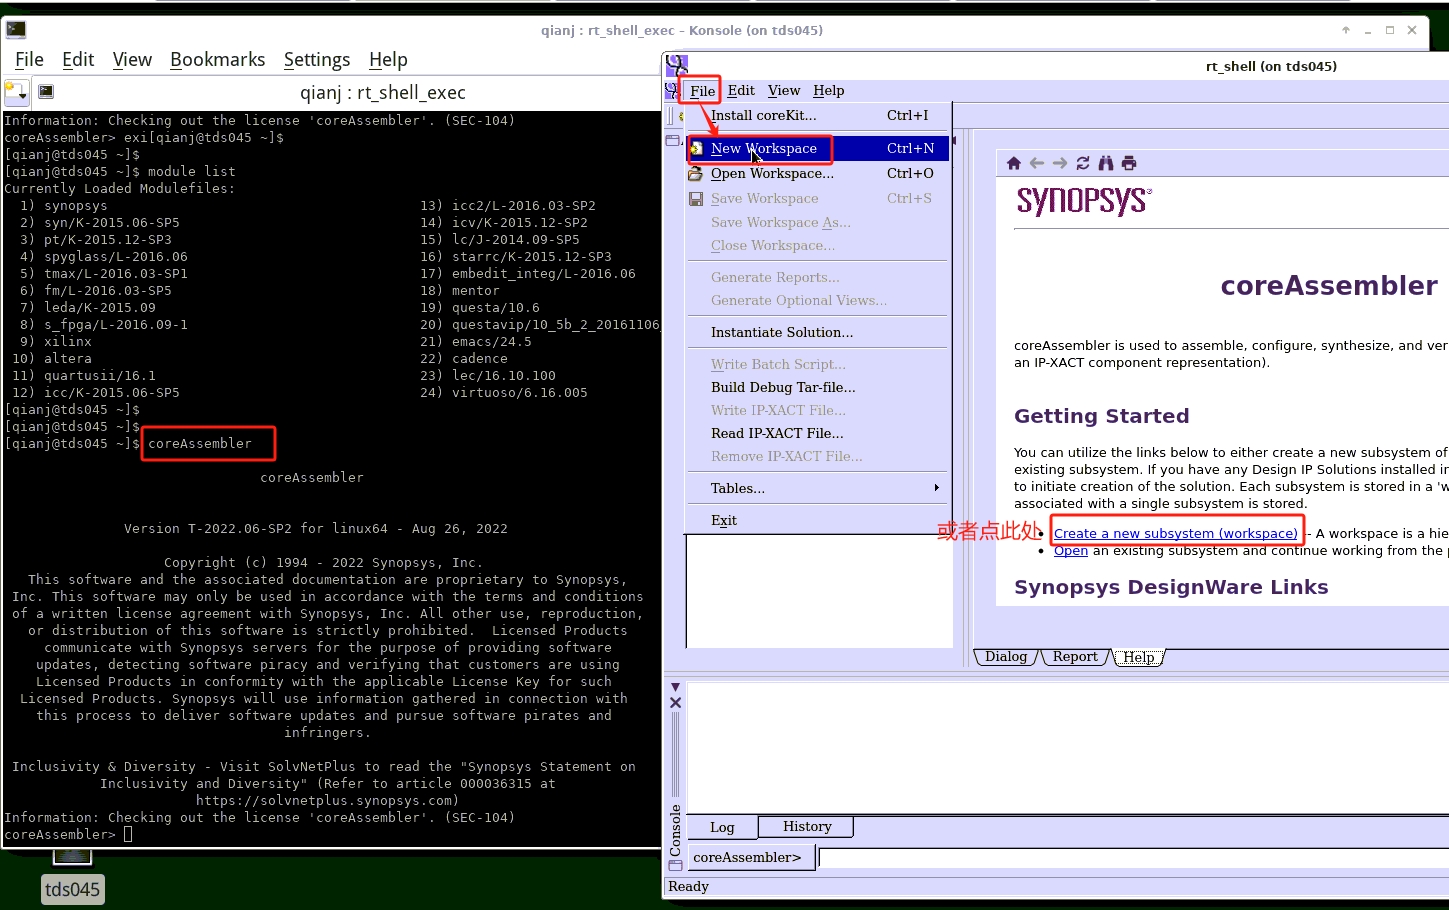 qianj : rt_shell_exec – Konsole (on tds045)
File Edit View Bookmarks Settings Help
qianj : rt_shell_exec
Information: Checking out the license 'coreAssembler'. (SEC-104)
coreAssembler> exi[qianj@tds045 ~]$
[qianj@tds045 ~]$
[qianj@tds045 ~]$ module list
Currently Loaded Modulefiles:
1) synopsys 13) icc2/L-2016.03-SP2
2) syn/K-2015.06-SP5 14) icv/K-2015.12-SP2
3) pt/K-2015.12-SP3 15) lc/J-2014.09-SP5
4) spyglass/L-2016.06 16) starrc/K-2015.12-SP3
5) tmax/L-2016.03-SP1 17) embedit_integ/L-2016.06
6) fm/L-2016.03-SP5 18) mentor
7) leda/K-2015.09 19) questa/10.6
8) s_fpga/L-2016.09-1 20) questavip/10_5b_2_20161106_
9) xilinx 21) emacs/24.5
10) altera 22) cadence
11) quartusii/16.1 23) lec/16.10.100
12) icc/K-2015.06-SP5 24) virtuoso/6.16.005
[qianj@tds045 ~]$
[qianj@tds045 ~]$
[qianj@tds045 ~]$ coreAssembler
coreAssembler
Version T-2022.06-SP2 for linux64 - Aug 26, 2022
Copyright (c) 1994 - 2022 Synopsys, Inc.
This software and the associated documentation are proprietary to Synopsys,
Inc. This software may only be used in accordance with the terms and conditions
of a written license agreement with Synopsys, Inc. All other use, reproduction,
or distribution of this software is strictly prohibited.  Licensed Products
communicate with Synopsys servers for the purpose of providing software
updates, detecting software piracy and verifying that customers are using
Licensed Products in conformity with the applicable License Key for such
Licensed Products. Synopsys will use information gathered in connection with
this process to deliver software updates and pursue software pirates and
infringers.
Inclusivity & Diversity - Visit SolvNetPlus to read the "Synopsys Statement on
Inclusivity and Diversity" (Refer to article 000036315 at
https://solvnetplus.synopsys.com)
Information: Checking out the license 'coreAssembler'. (SEC-104)
coreAssembler>
tds045
rt_shell (on tds045)
File Edit View Help
Install coreKit... Ctrl+I
New Workspace Ctrl+N
Open Workspace... Ctrl+O
Save Workspace Ctrl+S
Save Workspace As...
Close Workspace...
Generate Reports...
Generate Optional Views...
Instantiate Solution...
Write Batch Script...
Build Debug Tar-file...
Write IP-XACT File...
Read IP-XACT File...
Remove IP-XACT File...
Tables...
Exit
SYNOPSYS®
coreAssembler
coreAssembler is used to assemble, configure, synthesize, and ver
an IP-XACT component representation).
Getting Started
You can utilize the links below to either create a new subsystem of
existing subsystem. If you have any Design IP Solutions installed in
to initiate creation of the solution. Each subsystem is stored in a 'w
associated with a single subsystem is stored.
或者点此处
• Create a new subsystem (workspace) -- A workspace is a hie
• Open an existing subsystem and continue working from the p
Synopsys DesignWare Links
Dialog Report Help
Console
Log History
coreAssembler>
Ready